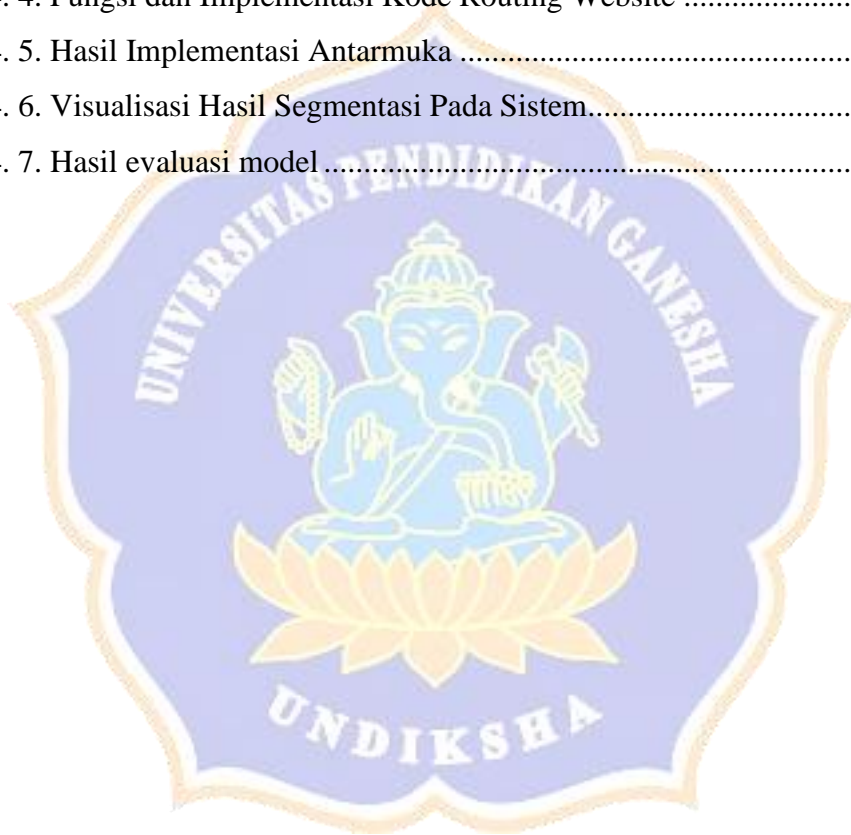 4. Fungsi dan Implementasi Kode Routing Website .....................
. 5. Hasil Implementasi Antarmuka .................................................
. 6. Visualisasi Hasil Segmentasi Pada Sistem.................................
. 7. Hasil evaluasi model ..................................................................
UNIVERSITAS PENDIDIKAN GANESHA
UNDIKSHA